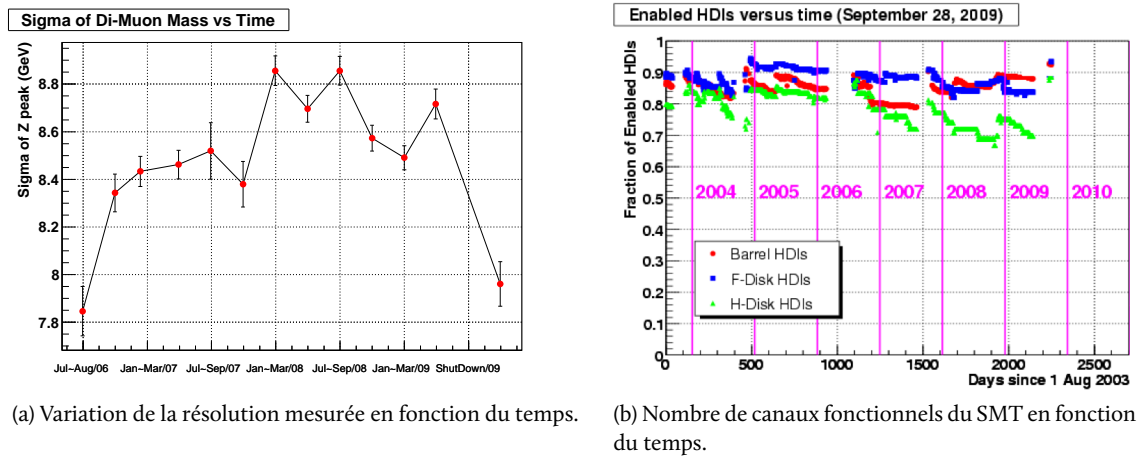 Sigma of Di-Muon Mass vs Time
Sigma of Z peak (GeV)
8.8
8.6
8.4
8.2
8
7.8
Jul~Aug/06 Jan~Mar/07 Jul~Sep/07 Jan~Mar/08 Jul~Sep/08 Jan~Mar/09 ShutDown/09
(a) Variation de la résolution mesurée en fonction du temps.
Enabled HDIs versus time (September 28, 2009)
Fraction of Enabled HDIs
1
0.9
0.8
0.7
0.6
0.5
0.4
0.3
0.2
0.1
0
2004 2005 2006 2007 2008 2009 2010
Barrel HDIs
F-Disk HDIs
H-Disk HDIs
0 500 1000 1500 2000 2500
Days since 1 Aug 2003
(b) Nombre de canaux fonctionnels du SMT en fonction
du temps.